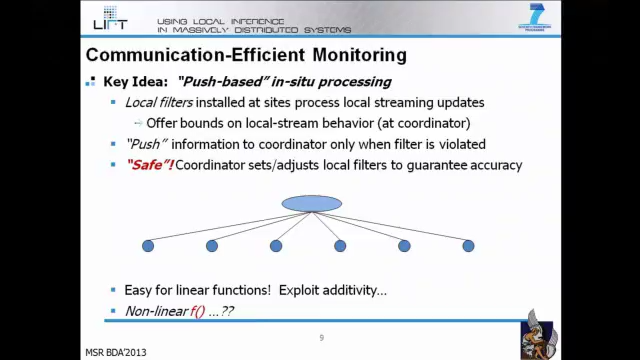 LIFT
USING LOCAL INFERENCE
IN MASSIVELY DISTRIBUTED SYSTEMS
7
Communication-Efficient Monitoring
Key Idea: "Push-based" in-situ processing
Local filters installed at sites process local streaming updates
Offer bounds on local-stream behavior (at coordinator)
"Push" information to coordinator only when filter is violated
"Safe"! Coordinator sets/adjusts local filters to guarantee accuracy
Easy for linear functions! Exploit additivity...
Non-linear f() ...??
9
MSR BDA'2013